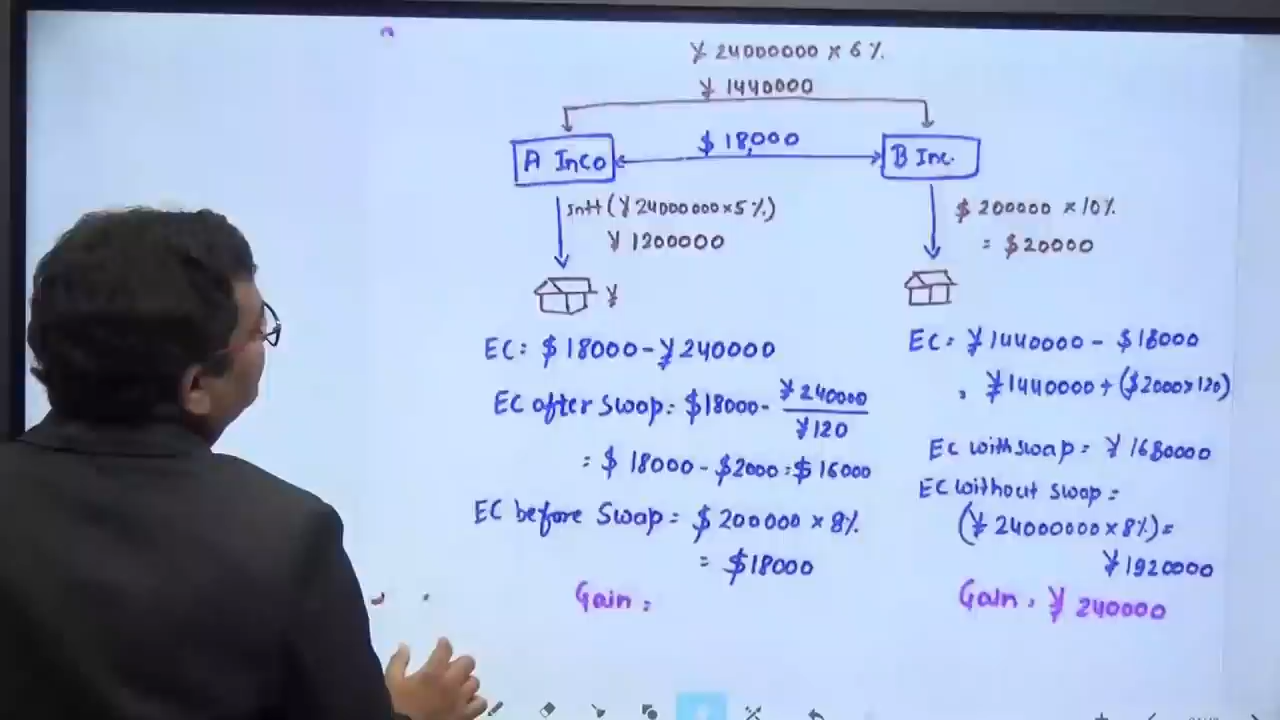 ¥ 24000000 × 6 %
¥ 1440000
$ 18,000
A Inco
B Inc.
(¥ 24000000 × 5 %)
¥ 1200000
$ 200000 × 10 %
= $ 20000
¥
EC : $ 18000 - ¥ 240000
EC after Swap : $ 18000 - ¥ 240000
¥ 120
= $ 18000 - $ 2000 = $ 16000
EC before Swap = $ 200000 × 8 %
= $ 18000
Gain :
EC = ¥ 1440000 - $ 18000
¥ 1440000 + ($ 2000 × 120)
EC with swap = ¥ 1680000
EC without swap =
(¥ 24000000 × 8 %) =
¥ 1920000
Gain : ¥ 240000